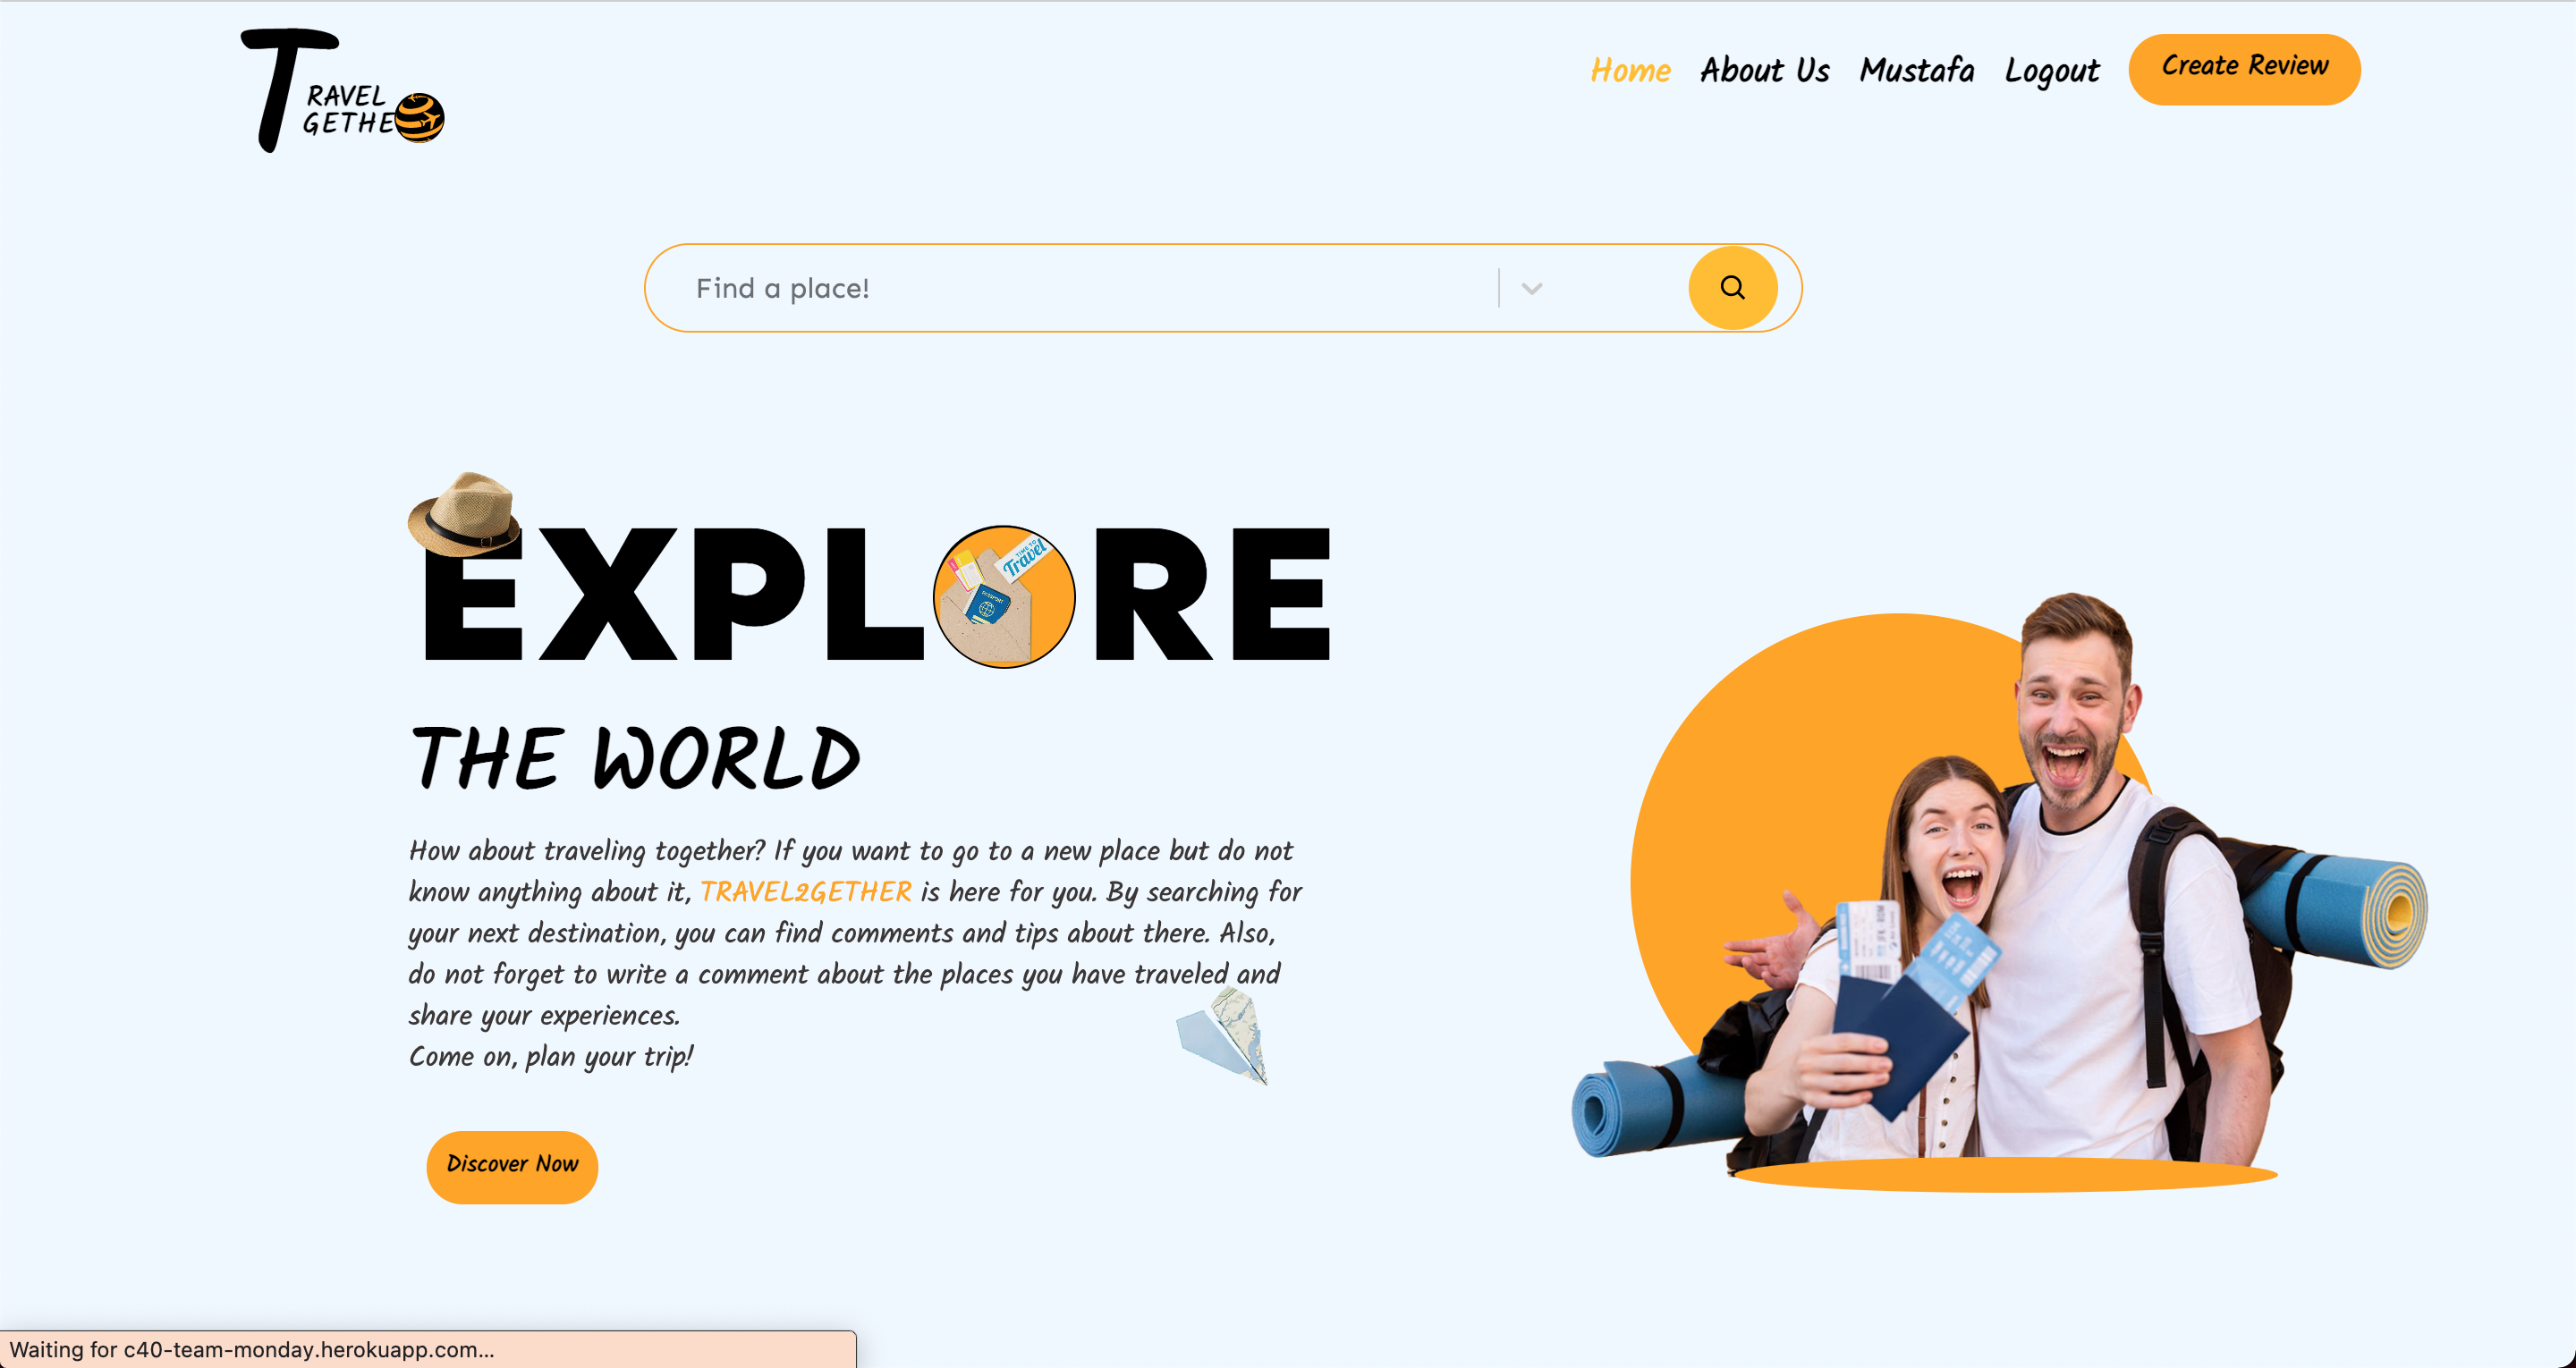 T
RAVEL
GETHE
Home About Us Mustafa Logout Create Review
Find a place!
EXPLORE
TIME TO
Travel
PASSPORT
THE WORLD
How about traveling together? If you want to go to a new place but do not
know anything about it, TRAVEL2GETHER is here for you. By searching for
your next destination, you can find comments and tips about there. Also,
do not forget to write a comment about the places you have traveled and
share your experiences.
Come on, plan your trip!
Discover Now
Waiting for c40-team-monday.herokuapp.com...